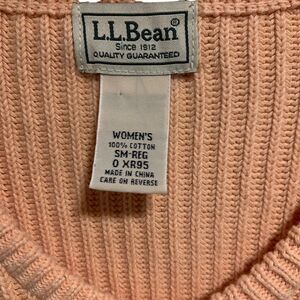 L.L.Bean®
Since 1912
QUALITY GUARANTEED
WOMEN'S
100% COTTON
SM-REG
0 XR95
MADE IN CHINA
CARE ON REVERSE